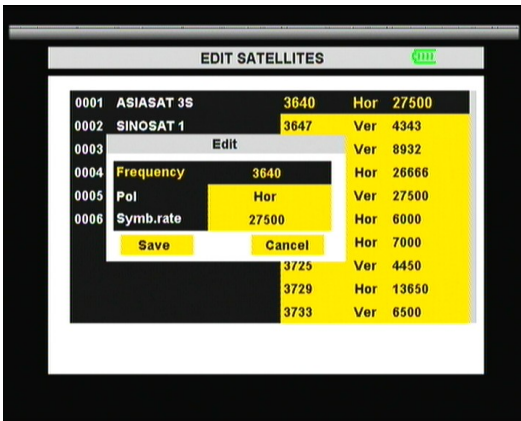 EDIT SATELLITES
0001 ASIASAT 3S 3640 Hor 27500
0002 SINOSAT 1 3647 Ver 4343
0003 Ver 8932
0004 Hor 26666
0005 Ver 27500
0006 Hor 6000
Hor 7000
3725 Ver 4450
3729 Hor 13650
3733 Ver 6500
Edit
Frequency 3640
Pol Hor
Symb.rate 27500
Save Cancel